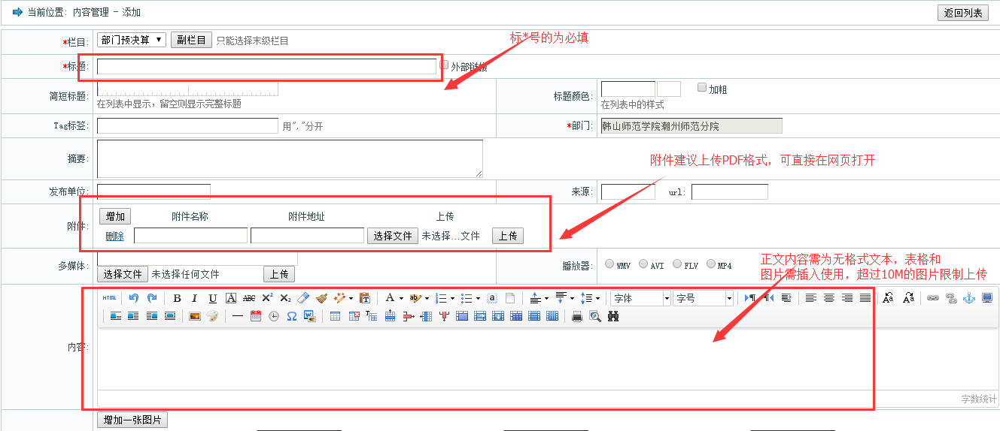 当前位置: 内容管理 - 添加
返回列表
*栏目: 部门预决算 副栏目 只能选择末级栏目
标*号的为必填
*标题: 外部链接
简短标题:
在列表中显示，留空则显示完整标题
标题颜色: 加粗
在列表中的样式
Tag标签: 用","分开
*部门: 韩山师范学院潮州师范分院
摘要:
附件建议上传PDF格式，可直接在网页打开
发布单位:
来源: url:
附件: 增加 附件名称 附件地址 上传
删除 选择文件 未选择...文件 上传
多媒体:
选择文件 未选择任何文件 上传
播放器: WMV AVI FLV MP4
正文内容需为无格式文本，表格和
图片需插入使用，超过10M的图片限制上传
HTML B I U A ABC X² X₂ A ab 字体 字号
内容:
字数统计
增加一张图片